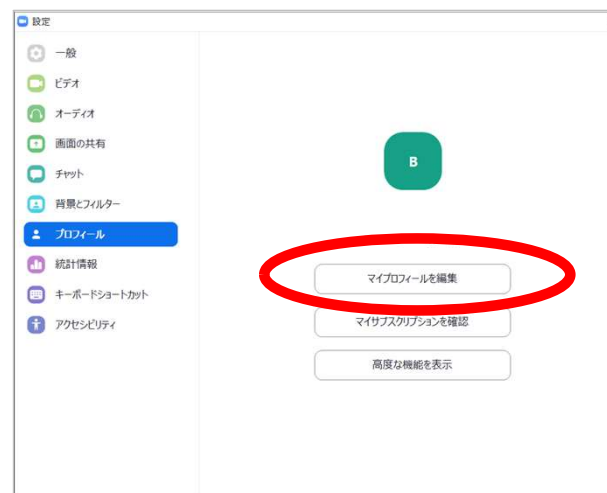 設定
一般
ビデオ
オーディオ
画面の共有
チャット
背景とフィルター
プロフィール
統計情報
キーボードショートカット
アクセシビリティ
B
マイプロフィールを編集
マイサブスクリプションを確認
高度な機能を表示